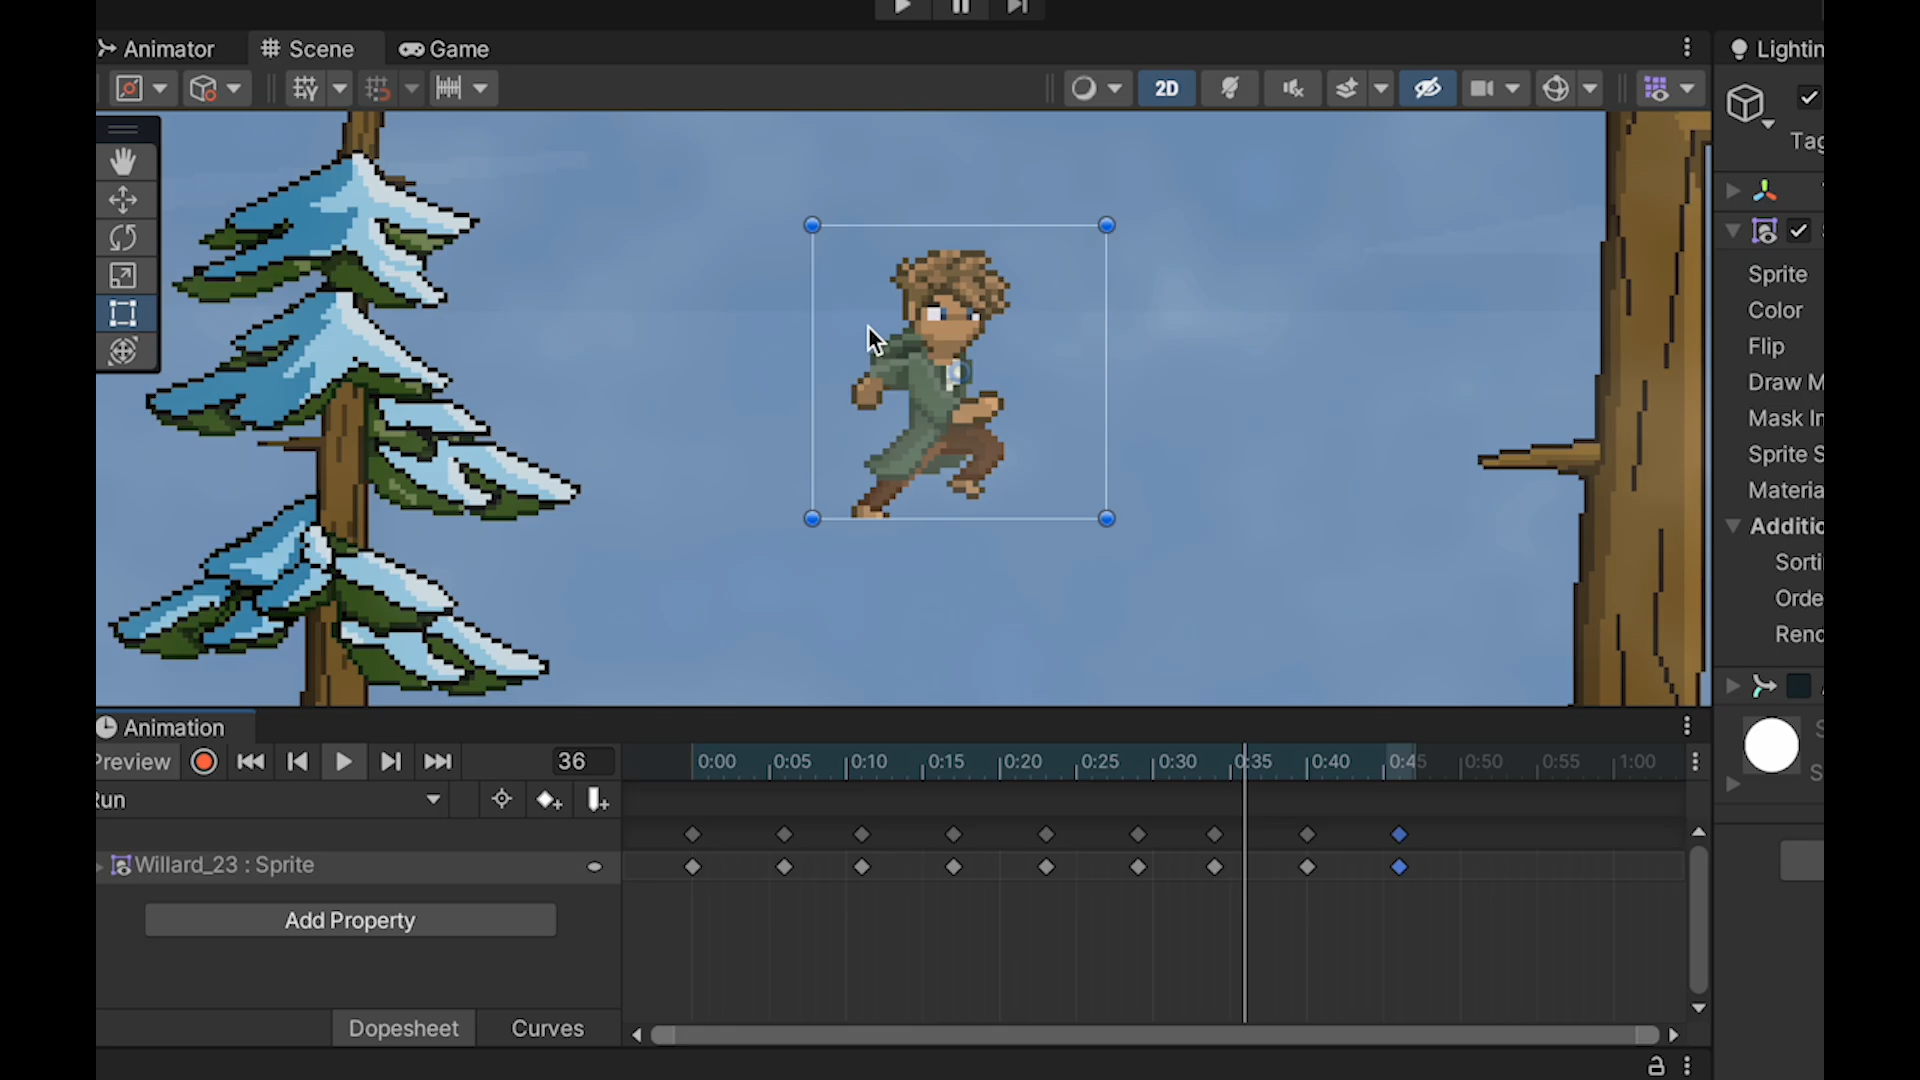 Animator
Scene
Game
Lightin
2D
Tag
Sprite
Color
Flip
Draw M
Mask In
Sprite S
Materia
Additio
Sorti
Orde
Rend
Animation
Preview
36
0:00
0:05
0:10
0:15
0:20
0:25
0:30
0:35
0:40
0:45
0:50
0:55
1:00
Run
Willard_23 : Sprite
Add Property
Dopesheet
Curves